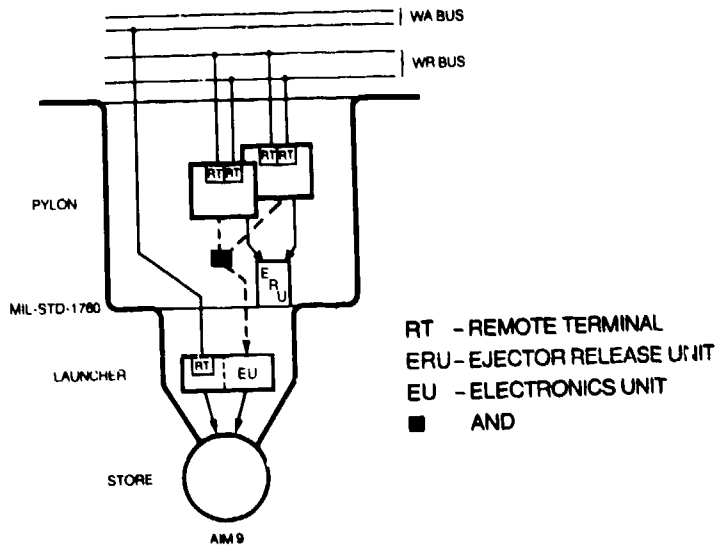 WA BUS
WR BUS
RT RT
RT RT
PYLON
E
R
U
MIL-STD-1760
RT - REMOTE TERMINAL
ERU - EJECTOR RELEASE UNIT
EU - ELECTRONICS UNIT
AND
LAUNCHER
RT
EU
STORE
AIM 9